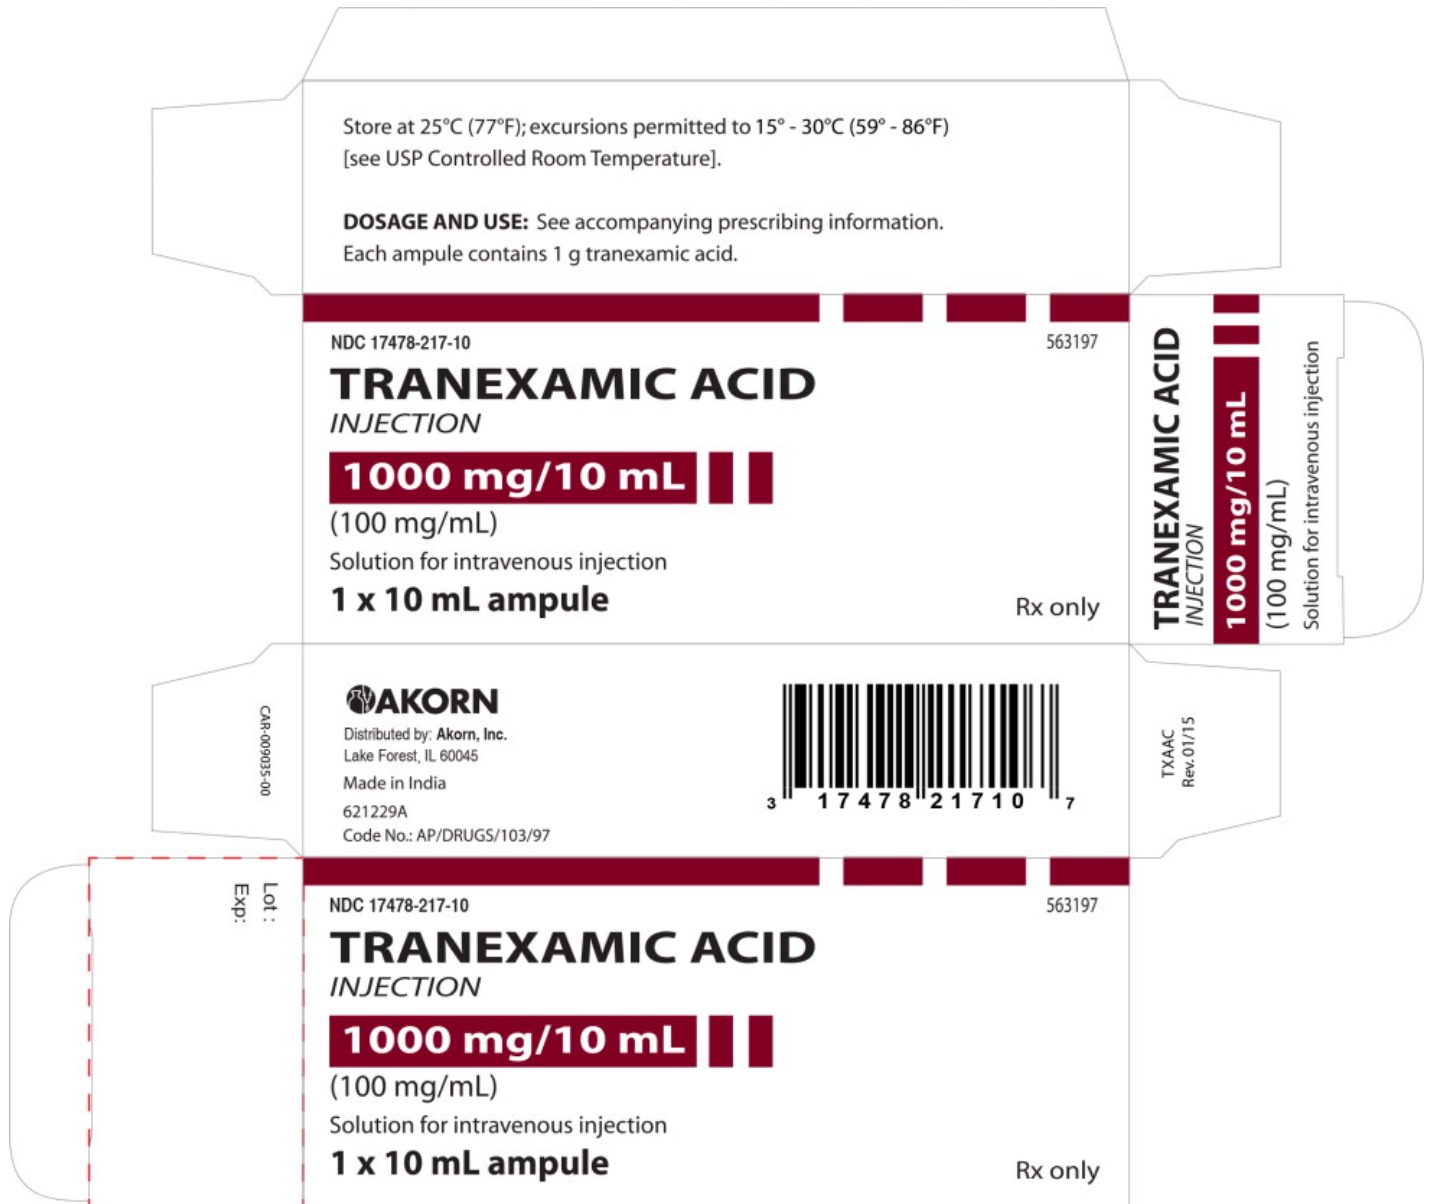 Store at 25°C (77°F); excursions permitted to 15° - 30°C (59° - 86°F)
[see USP Controlled Room Temperature].
DOSAGE AND USE: See accompanying prescribing information.
Each ampule contains 1 g tranexamic acid.
NDC 17478-217-10
563197
TRANEXAMIC ACID
INJECTION
1000 mg/10 mL
(100 mg/mL)
Solution for intravenous injection
1 x 10 mL ampule
Rx only
TRANEXAMIC ACID
INJECTION
1000 mg/10 mL
(100 mg/mL)
Solution for intravenous injection
CAR-009035-00
AKORN
Distributed by: Akorn, Inc.
Lake Forest, IL 60045
Made in India
621229A
Code No.: AP/DRUGS/103/97
3 17478 21710 7
TXAAC
Rev. 01/15
Lot :
Exp:
NDC 17478-217-10
563197
TRANEXAMIC ACID
INJECTION
1000 mg/10 mL
(100 mg/mL)
Solution for intravenous injection
1 x 10 mL ampule
Rx only